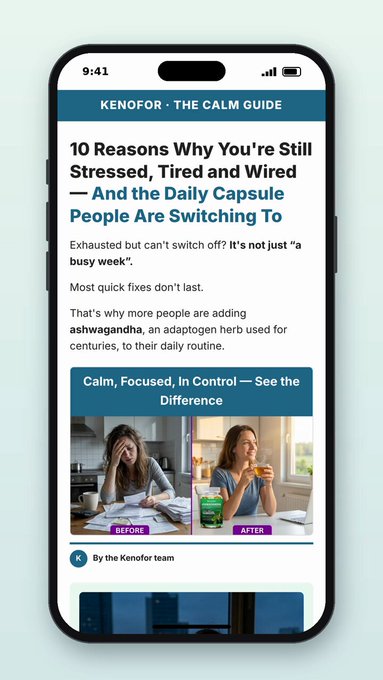 9:41
KENOFOR · THE CALM GUIDE
10 Reasons Why You're Still
Stressed, Tired and Wired
— And the Daily Capsule
People Are Switching To
Exhausted but can't switch off? It's not just “a
busy week”.
Most quick fixes don't last.
That's why more people are adding
ashwagandha, an adaptogen herb used for
centuries, to their daily routine.
Calm, Focused, In Control — See the
Difference
BEFORE
AFTER
K
By the Kenofor team